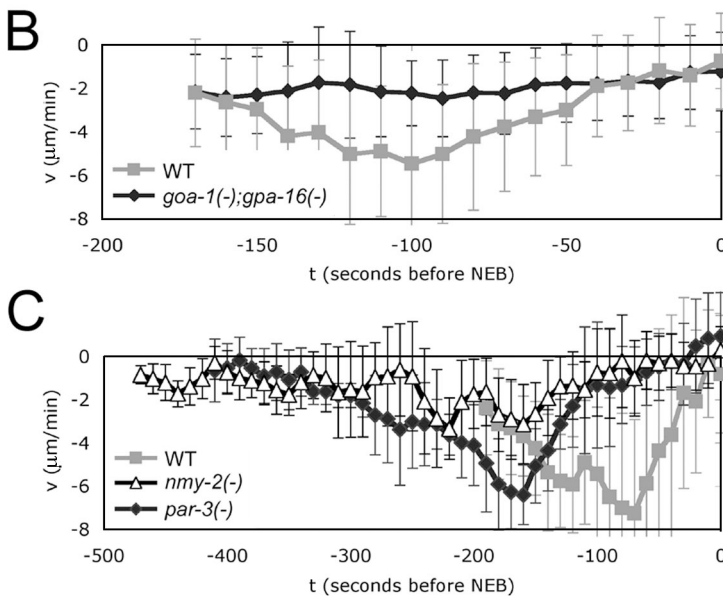 B
0
-2
-4
-6
-8
v (μm/min)
WT
goa-1(-);gpa-16(-)
-200 -150 -100 -50 0
t (seconds before NEB)
C
0
-2
-4
-6
-8
v (μm/min)
WT
nmy-2(-)
par-3(-)
-500 -400 -300 -200 -100 0
t (seconds before NEB)